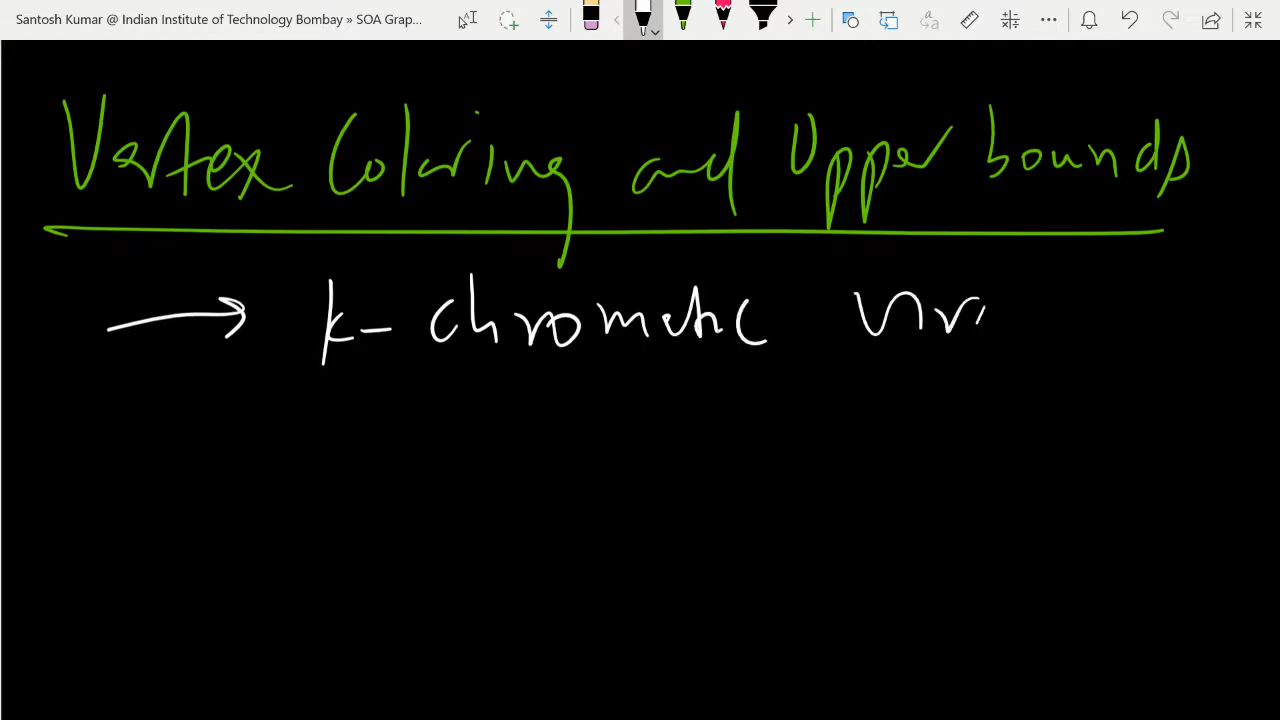 Santosh Kumar @ Indian Institute of Technology Bombay » SOA Grap...
Vertex Coloring and Upper bounds
k-chromatic